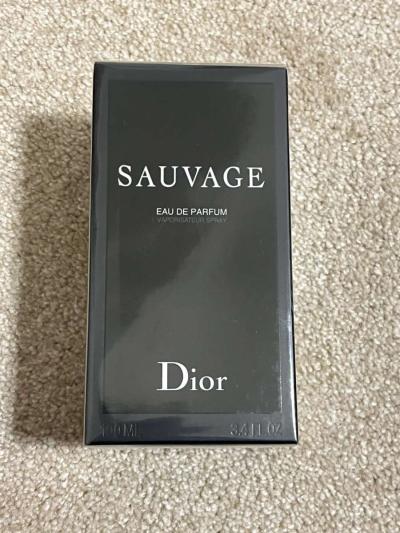 SAUVAGE
EAU DE PARFUM
VAPORISATEUR SPRAY
Dior
100 ML 3.4 FL.OZ